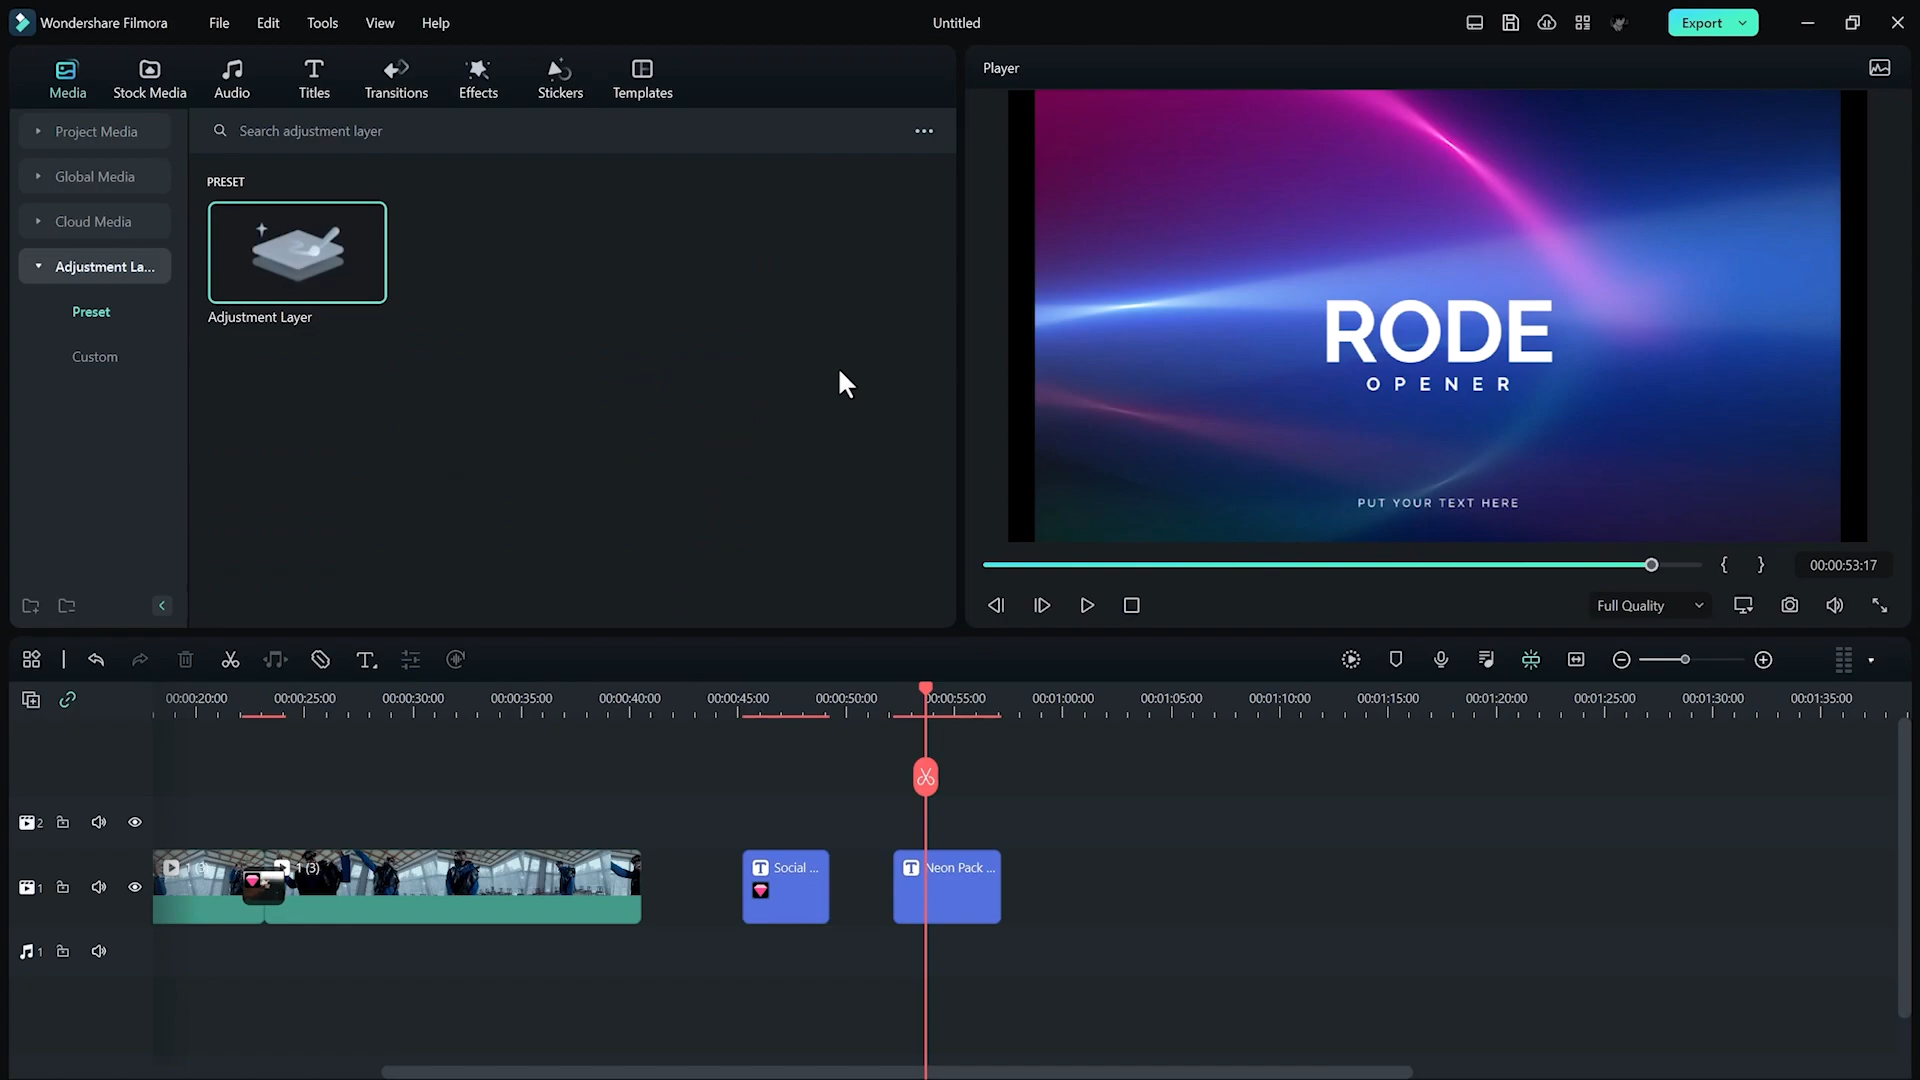 Wondershare Filmora
File
Edit
Tools
View
Help
Untitled
Export
Media
Stock Media
Audio
Titles
Transitions
Effects
Stickers
Templates
Player
Project Media
Global Media
Cloud Media
Adjustment La...
Preset
Custom
Search adjustment layer
PRESET
Adjustment Layer
RODE
OPENER
PUT YOUR TEXT HERE
{ }
00:00:53:17
Full Quality
00:00:20:00
00:00:25:00
00:00:30:00
00:00:35:00
00:00:40:00
00:00:45:00
00:00:50:00
00:00:55:00
00:01:00:00
00:01:05:00
00:01:10:00
00:01:15:00
00:01:20:00
00:01:25:00
00:01:30:00
00:01:35:00
2
1
1 (3)
1 (3)
T Social ...
T Neon Pack ...
1